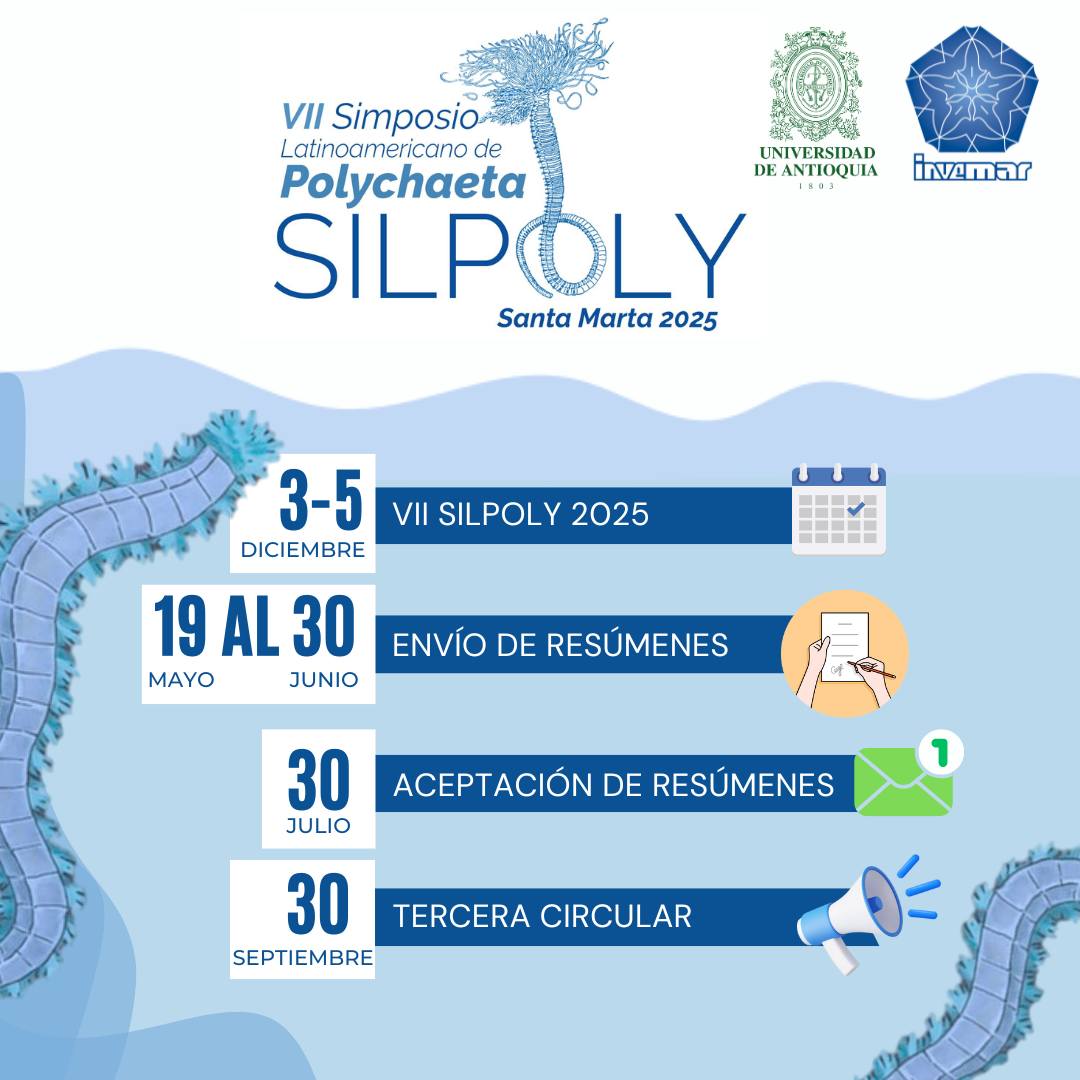 VII Simposio
Latinoamericano de
Polychaeta
SILPOLY
Santa Marta 2025
UNIVERSIDAD
DE ANTIOQUIA
1803
invemar
3-5
DICIEMBRE
VII SILPOLY 2025
19 AL 30
MAYO JUNIO
ENVÍO DE RESÚMENES
30
JULIO
ACEPTACIÓN DE RESÚMENES
1
30
SEPTIEMBRE
TERCERA CIRCULAR